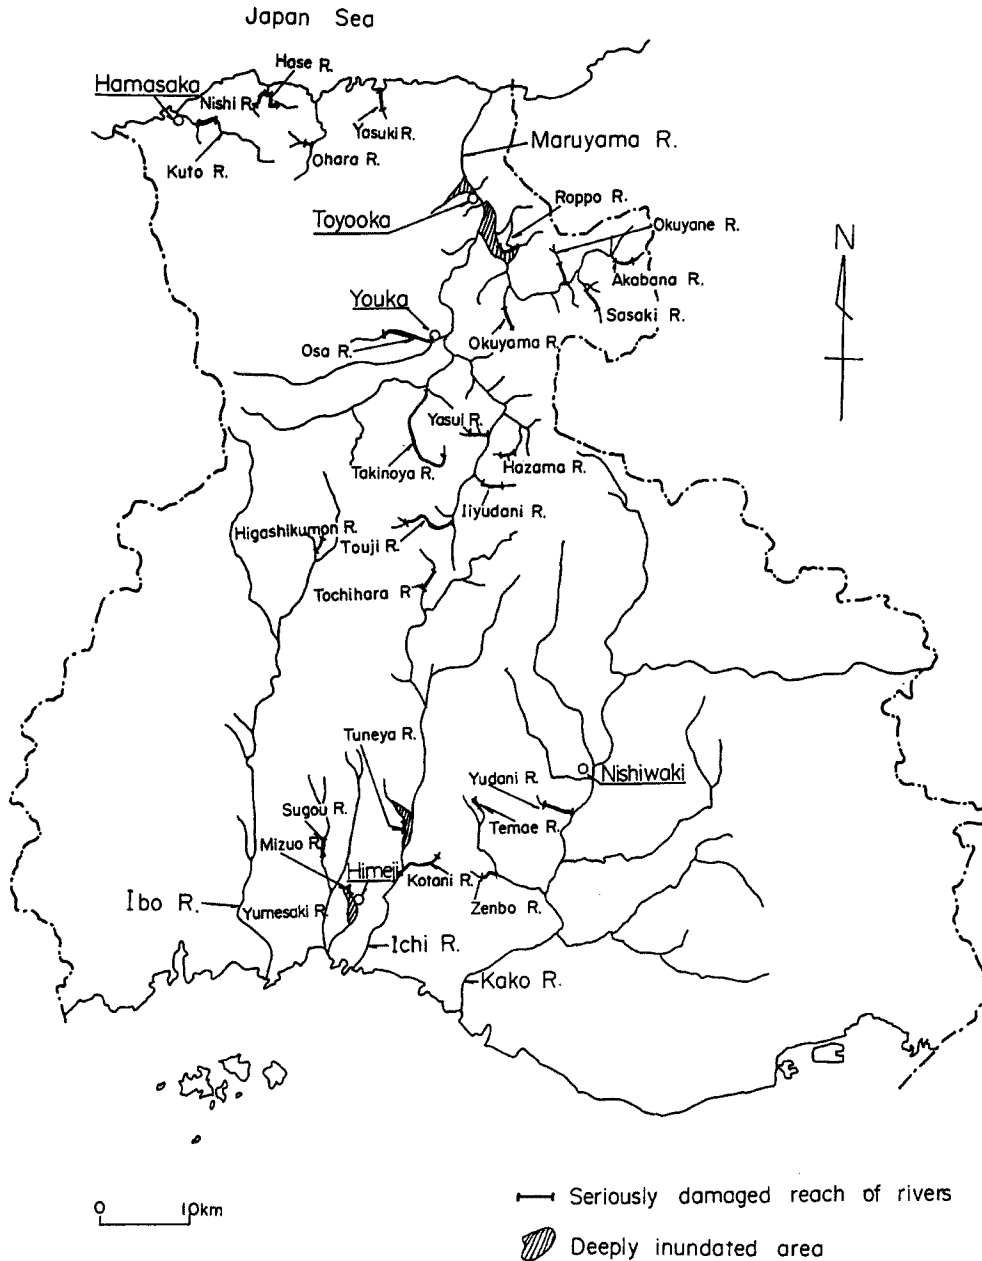 Japan Sea
Hase R.
Hamasaka
Nishi R.
Yasuki R.
Kuto R.
Ohara R.
Maruyama R.
Roppo R.
Toyooka
Okuyane R.
N
Akabana R.
Sasaki R.
Youka
Osa R.
Okuyama R.
Yasui R.
Takinoya R.
Hazama R.
Iiyudani R.
Higashikumon R.
Touji R.
Tochihara R
Tuneya R.
Nishiwaki
Yudani R.
Sugou R.
Temae R.
Mizuo R.
Himeji
Kotani R.
Ibo R.
Yumesaki R.
Zenbo R.
Ichi R.
Kako R.
0 10km
Seriously damaged reach of rivers
Deeply inundated area